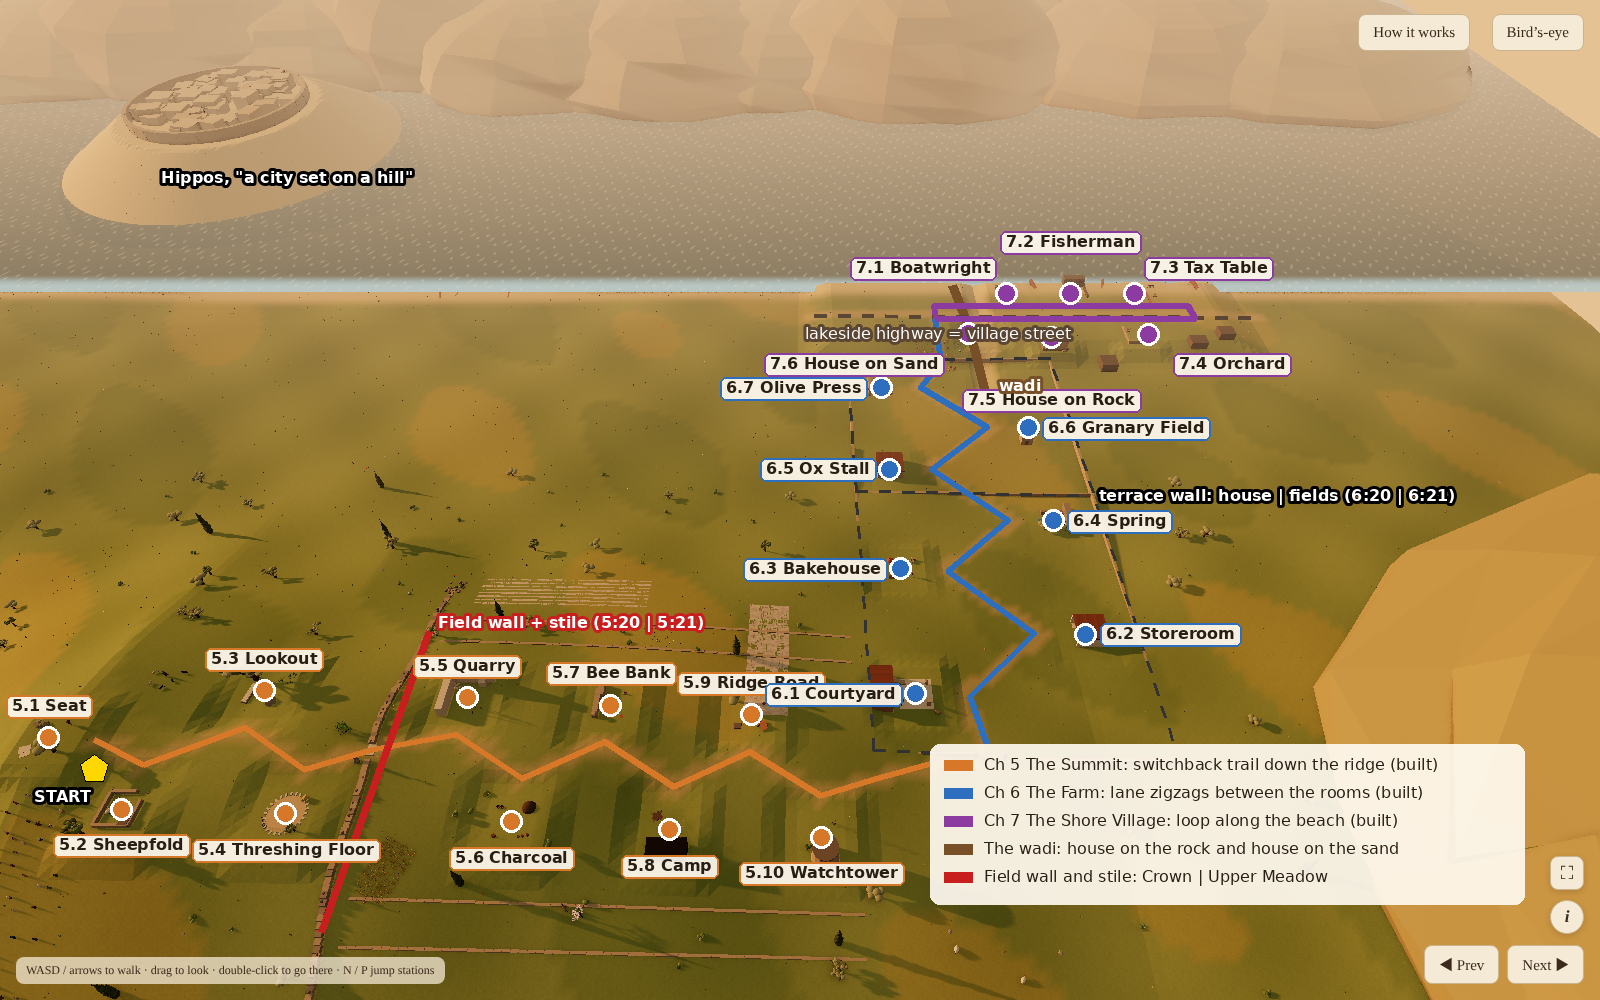 How it works
Bird's-eye
Hippos, "a city set on a hill"
7.2 Fisherman
7.1 Boatwright
7.3 Tax Table
lakeside highway = village street
7.6 House on Sand
7.4 Orchard
6.7 Olive Press
wadi
7.5 House on Rock
6.6 Granary Field
6.5 Ox Stall
terrace wall: house | fields (6:20 | 6:21)
6.4 Spring
6.3 Bakehouse
Field wall + stile (5:20 | 5:21)
6.2 Storeroom
5.3 Lookout
5.5 Quarry
5.7 Bee Bank
5.9 Ridge Road
6.1 Courtyard
5.1 Seat
START
5.2 Sheepfold
5.4 Threshing Floor
5.6 Charcoal
5.8 Camp
5.10 Watchtower
Ch 5 The Summit: switchback trail down the ridge (built)
Ch 6 The Farm: lane zigzags between the rooms (built)
Ch 7 The Shore Village: loop along the beach (built)
The wadi: house on the rock and house on the sand
Field wall and stile: Crown | Upper Meadow
i
WASD / arrows to walk · drag to look · double-click to go there · N / P jump stations
◀ Prev
Next ▶